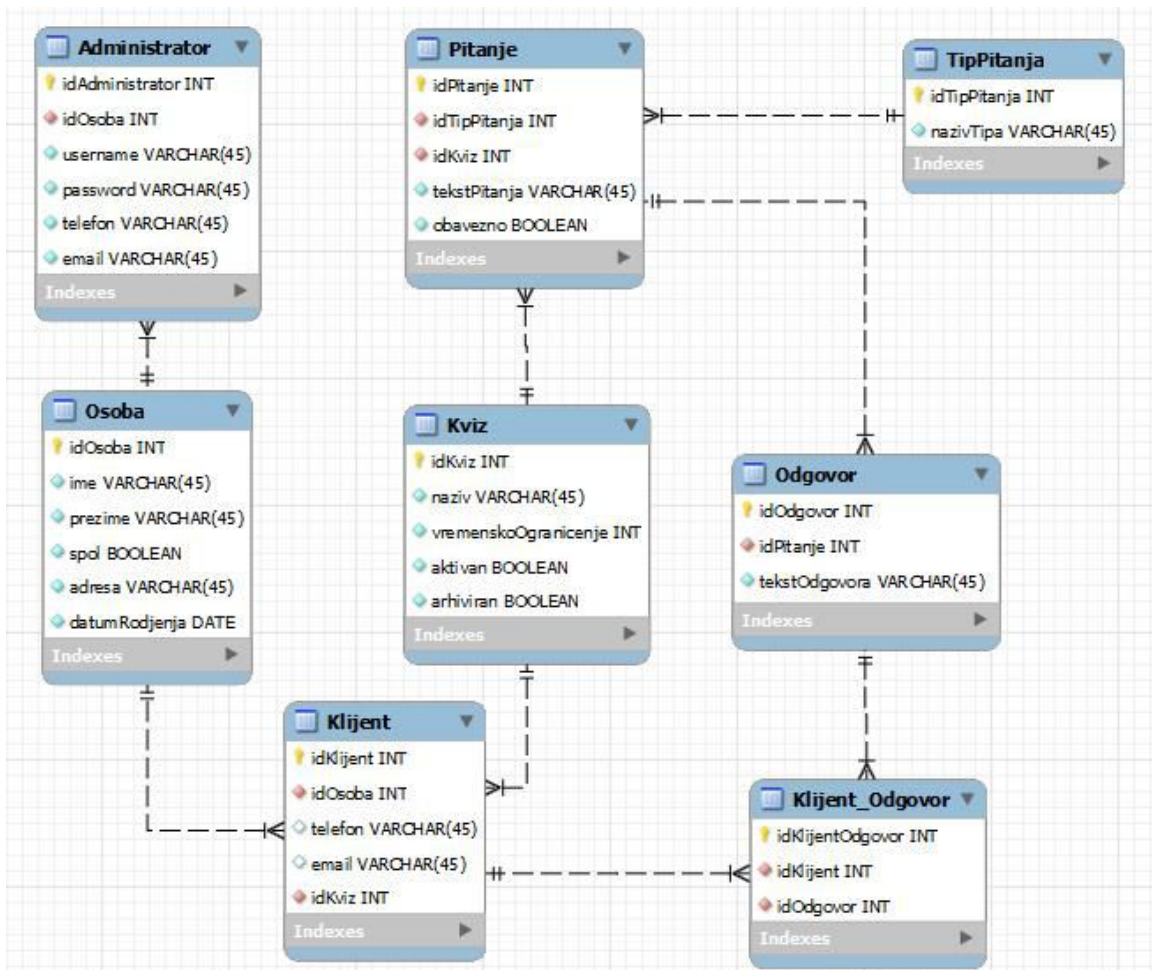 Administrator
idAdministrator INT
idOsoba INT
username VARCHAR(45)
password VARCHAR(45)
telefon VARCHAR(45)
email VARCHAR(45)
Indexes
Pitanje
idPitanje INT
idTipPitanja INT
idKviz INT
tekstPitanja VARCHAR(45)
obavezno BOOLEAN
Indexes
TipPitanja
idTipPitanja INT
nazivTipa VARCHAR(45)
Indexes
Osoba
idOsoba INT
ime VARCHAR(45)
prezime VARCHAR(45)
spol BOOLEAN
adresa VARCHAR(45)
datumRodjenja DATE
Indexes
Kviz
idKviz INT
naziv VARCHAR(45)
vremenskoOgranicenje INT
aktivan BOOLEAN
arhiviran BOOLEAN
Indexes
Odgovor
idOdgovor INT
idPitanje INT
tekstOdgovora VARCHAR(45)
Indexes
Klijent
idKlijent INT
idOsoba INT
telefon VARCHAR(45)
email VARCHAR(45)
idKviz INT
Indexes
Klijent_Odgovor
idKlijentOdgovor INT
idKlijent INT
idOdgovor INT
Indexes